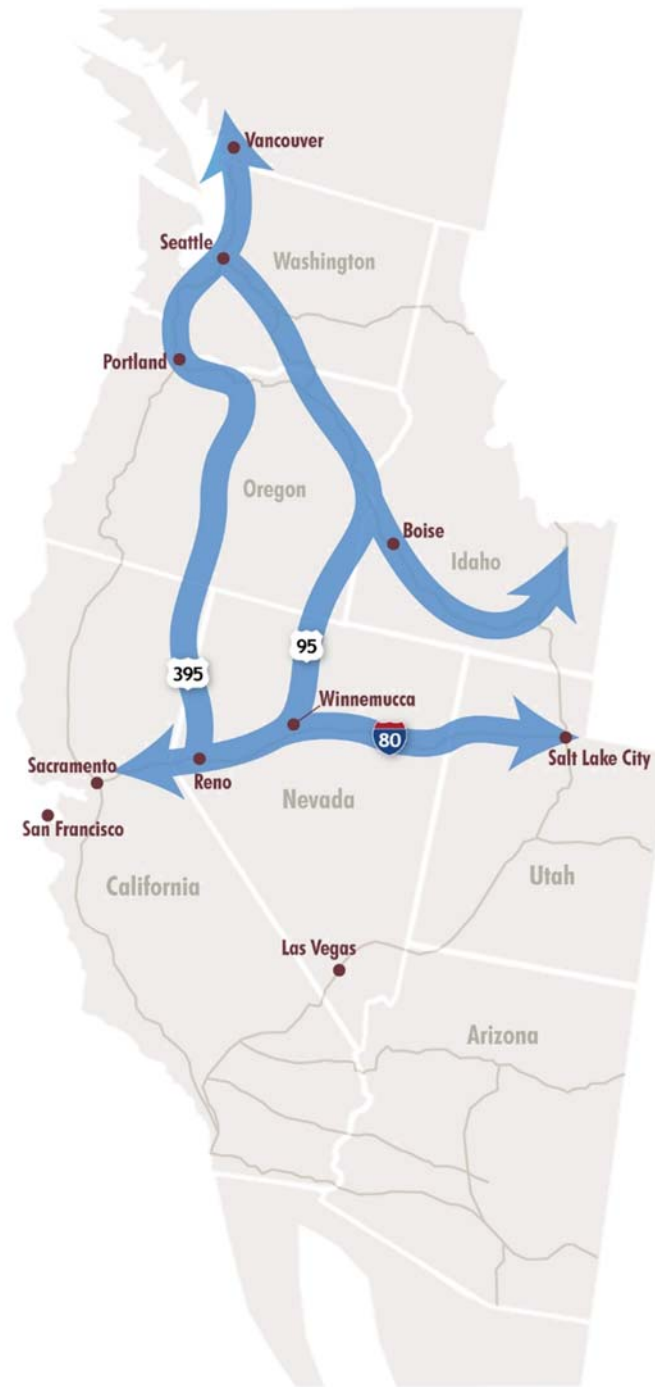 Vancouver
Seattle
Washington
Portland
Oregon
Boise
Idaho
95
395
Winnemucca
80
Salt Lake City
Sacramento
Reno
Nevada
San Francisco
California
Utah
Las Vegas
Arizona